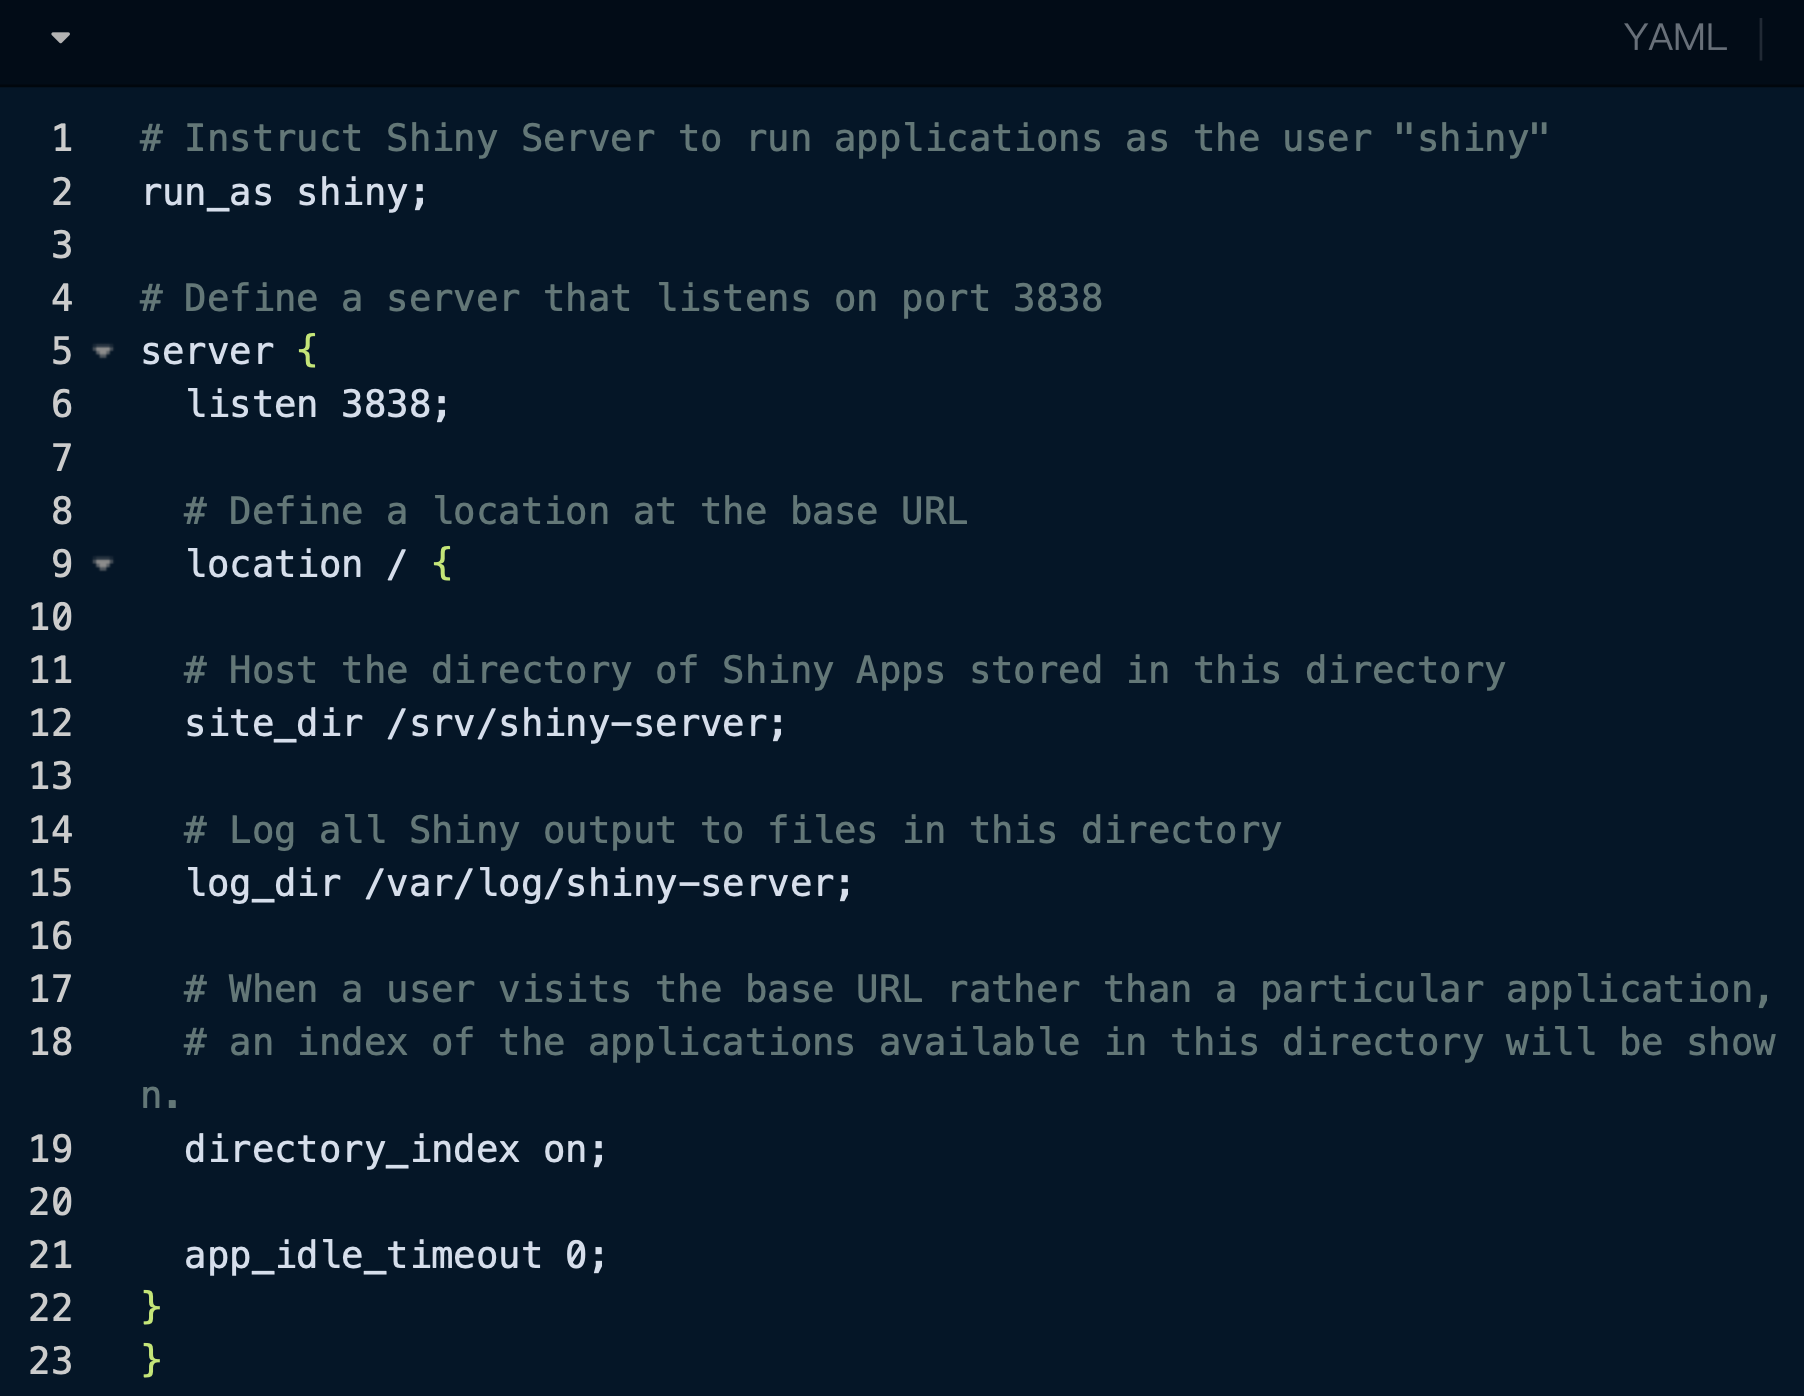 YAML
1 # Instruct Shiny Server to run applications as the user "shiny"
2 run_as shiny;
3
4 # Define a server that listens on port 3838
5 server {
6   listen 3838;
7
8   # Define a location at the base URL
9   location / {
10
11   # Host the directory of Shiny Apps stored in this directory
12   site_dir /srv/shiny-server;
13
14   # Log all Shiny output to files in this directory
15   log_dir /var/log/shiny-server;
16
17   # When a user visits the base URL rather than a particular application,
18   # an index of the applications available in this directory will be show
n.
19   directory_index on;
20
21   app_idle_timeout 0;
22 }
23 }